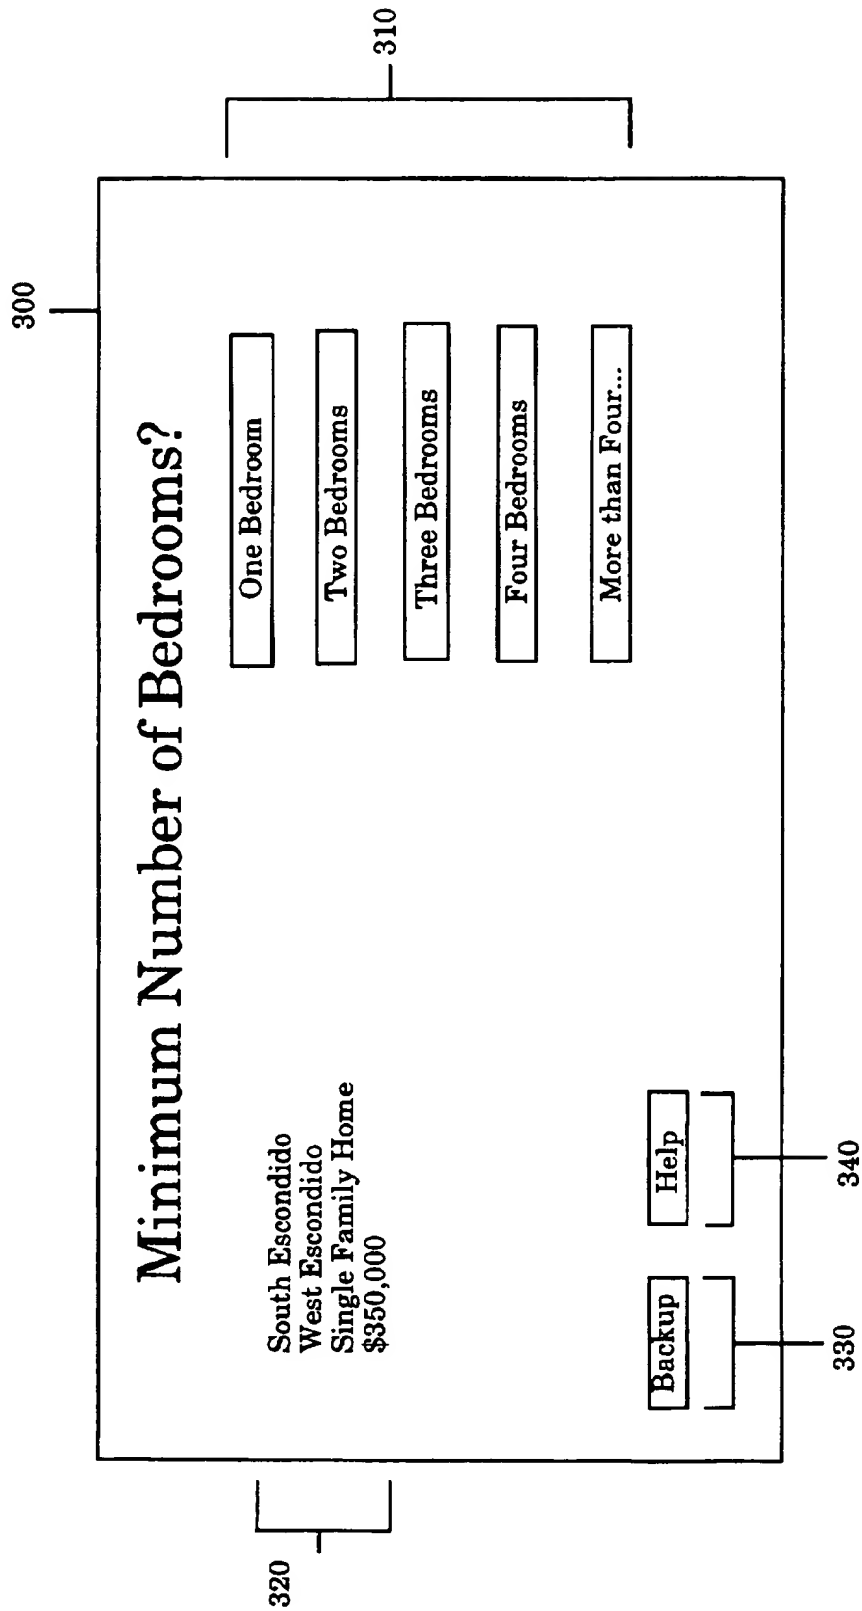 300
Minimum Number of Bedrooms?
320
South Escondido
West Escondido
Single Family Home
$350,000
310
One Bedroom
Two Bedrooms
Three Bedrooms
Four Bedrooms
More than Four...
Backup
Help
330
340